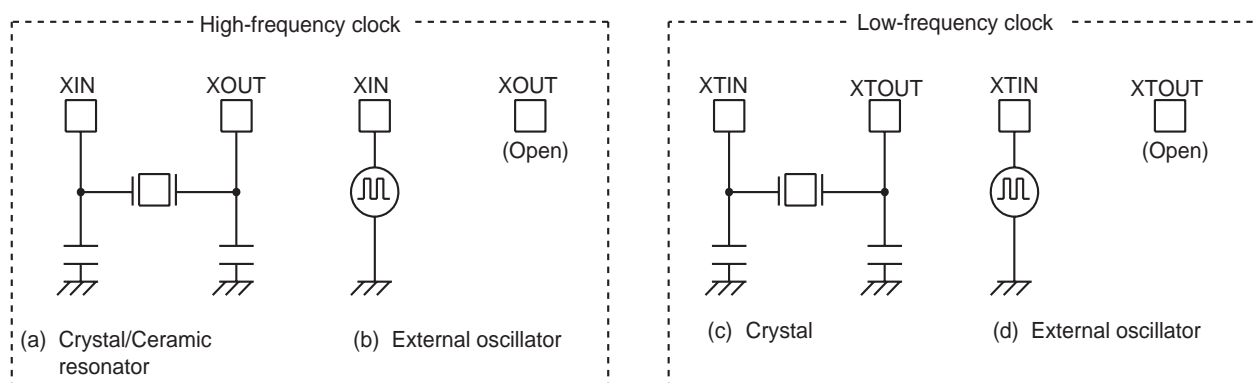 High-frequency clock
XIN
XOUT
XIN
XOUT
(Open)
(a) Crystal/Ceramic
resonator
(b) External oscillator
Low-frequency clock
XTIN
XTOUT
XTIN
XTOUT
(Open)
(c) Crystal
(d) External oscillator